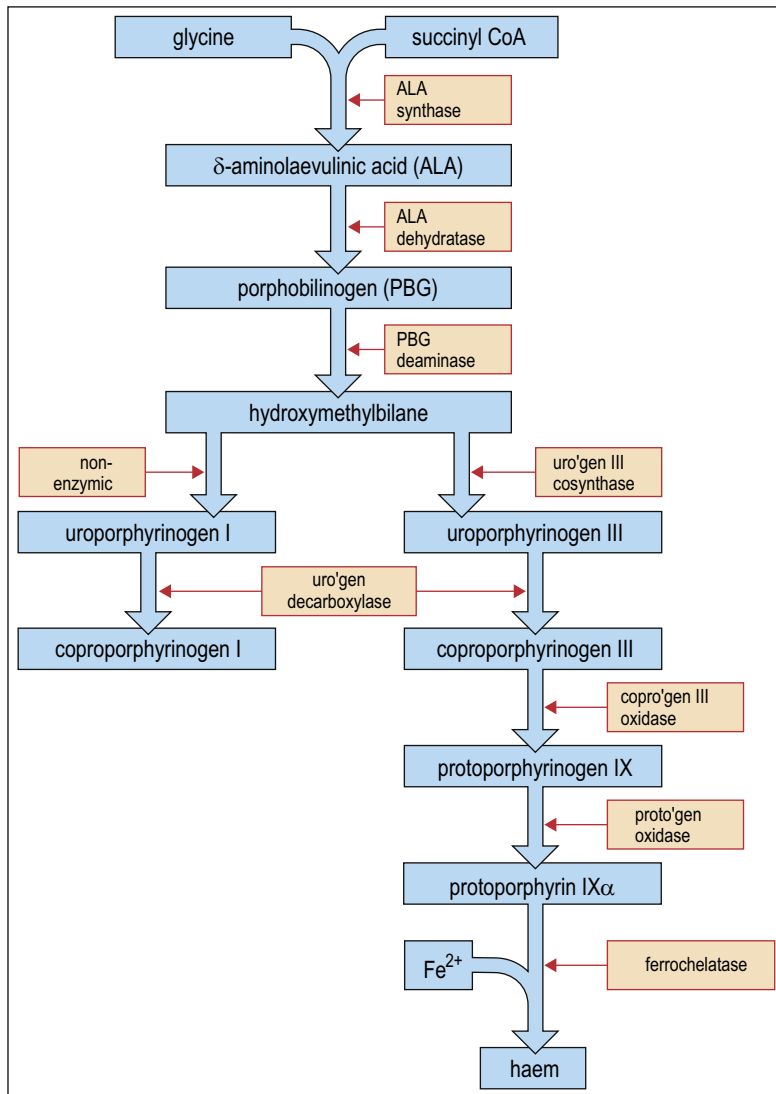 glycine
succinyl CoA
ALA
synthase
δ-aminolaevulinic acid (ALA)
ALA
dehydratase
porphobilinogen (PBG)
PBG
deaminase
hydroxymethylbilane
non-
enzymic
uro'gen III
cosynthase
uroporphyrinogen I
uroporphyrinogen III
uro'gen
decarboxylase
coproporphyrinogen I
coproporphyrinogen III
copro'gen III
oxidase
protoporphyrinogen IX
proto'gen
oxidase
protoporphyrin IXα
Fe²⁺
ferrochelatase
haem